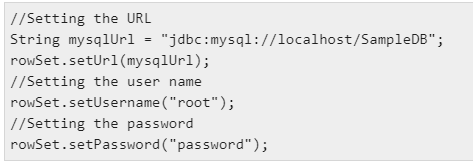 //Setting the URL
String mysqlUrl = "jdbc:mysql://localhost/SampleDB";
rowSet.setUrl(mysqlUrl);
//Setting the user name
rowSet.setUsername("root");
//Setting the password
rowSet.setPassword("password");